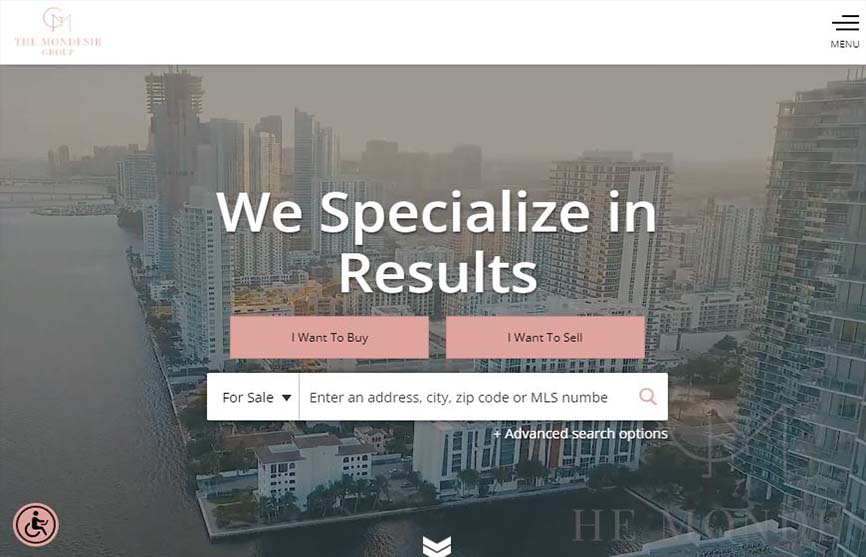 THE MONDESIR
GROUP
MENU
We Specialize in
Results
I Want To Buy
I Want To Sell
For Sale
Enter an address, city, zip code or MLS numbe
+ Advanced search options
HE MONDE